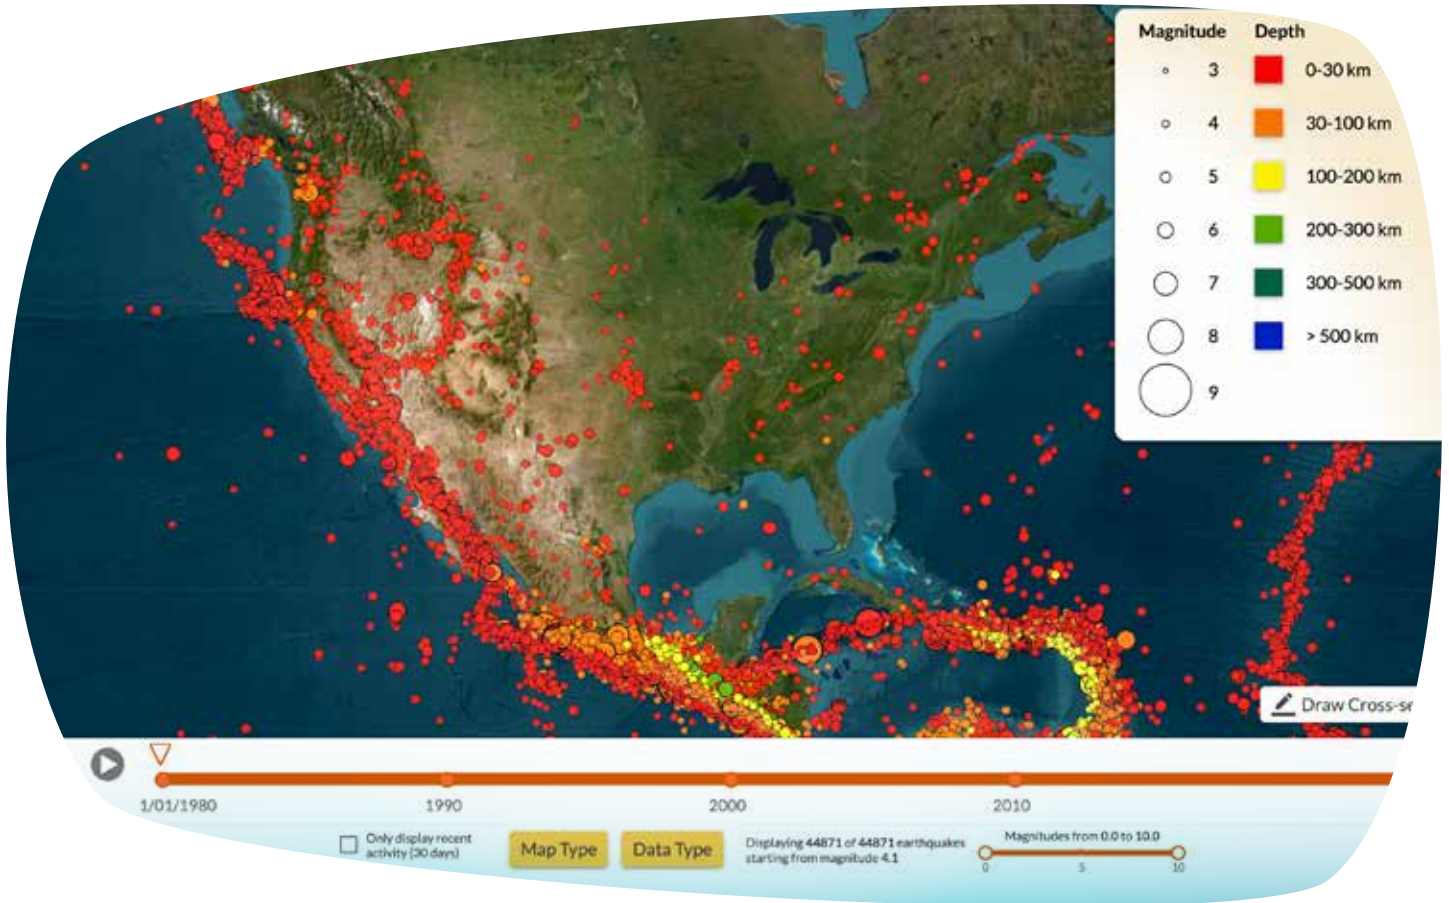 Magnitude Depth
3 0-30 km
4 30-100 km
5 100-200 km
6 200-300 km
7 300-500 km
8 > 500 km
9
Draw Cross-se
1/01/1980 1990 2000 2010
Only display recent
activity (30 days)
Map Type
Data Type
Displaying 44871 of 44871 earthquakes
starting from magnitude 4.1
Magnitudes from 0.0 to 10.0
0 5 10